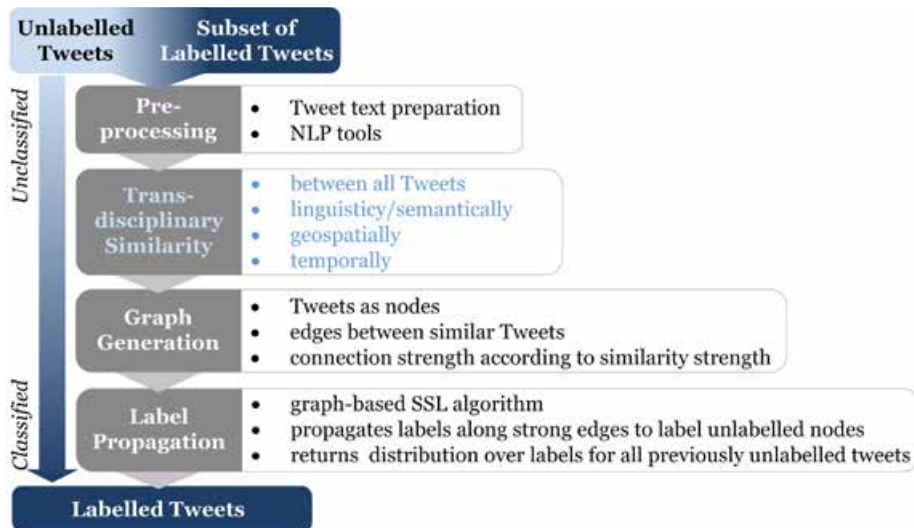 Unlabelled
Tweets
Subset of
Labelled Tweets
Unclassified
Classified
Pre-
processing
• Tweet text preparation
• NLP tools
Trans-
disciplinary
Similarity
• between all Tweets
• linguisticy/semantically
• geospatially
• temporally
Graph
Generation
• Tweets as nodes
• edges between similar Tweets
• connection strength according to similarity strength
Label
Propagation
• graph-based SSL algorithm
• propagates labels along strong edges to label unlabelled nodes
• returns distribution over labels for all previously unlabelled tweets
Labelled Tweets